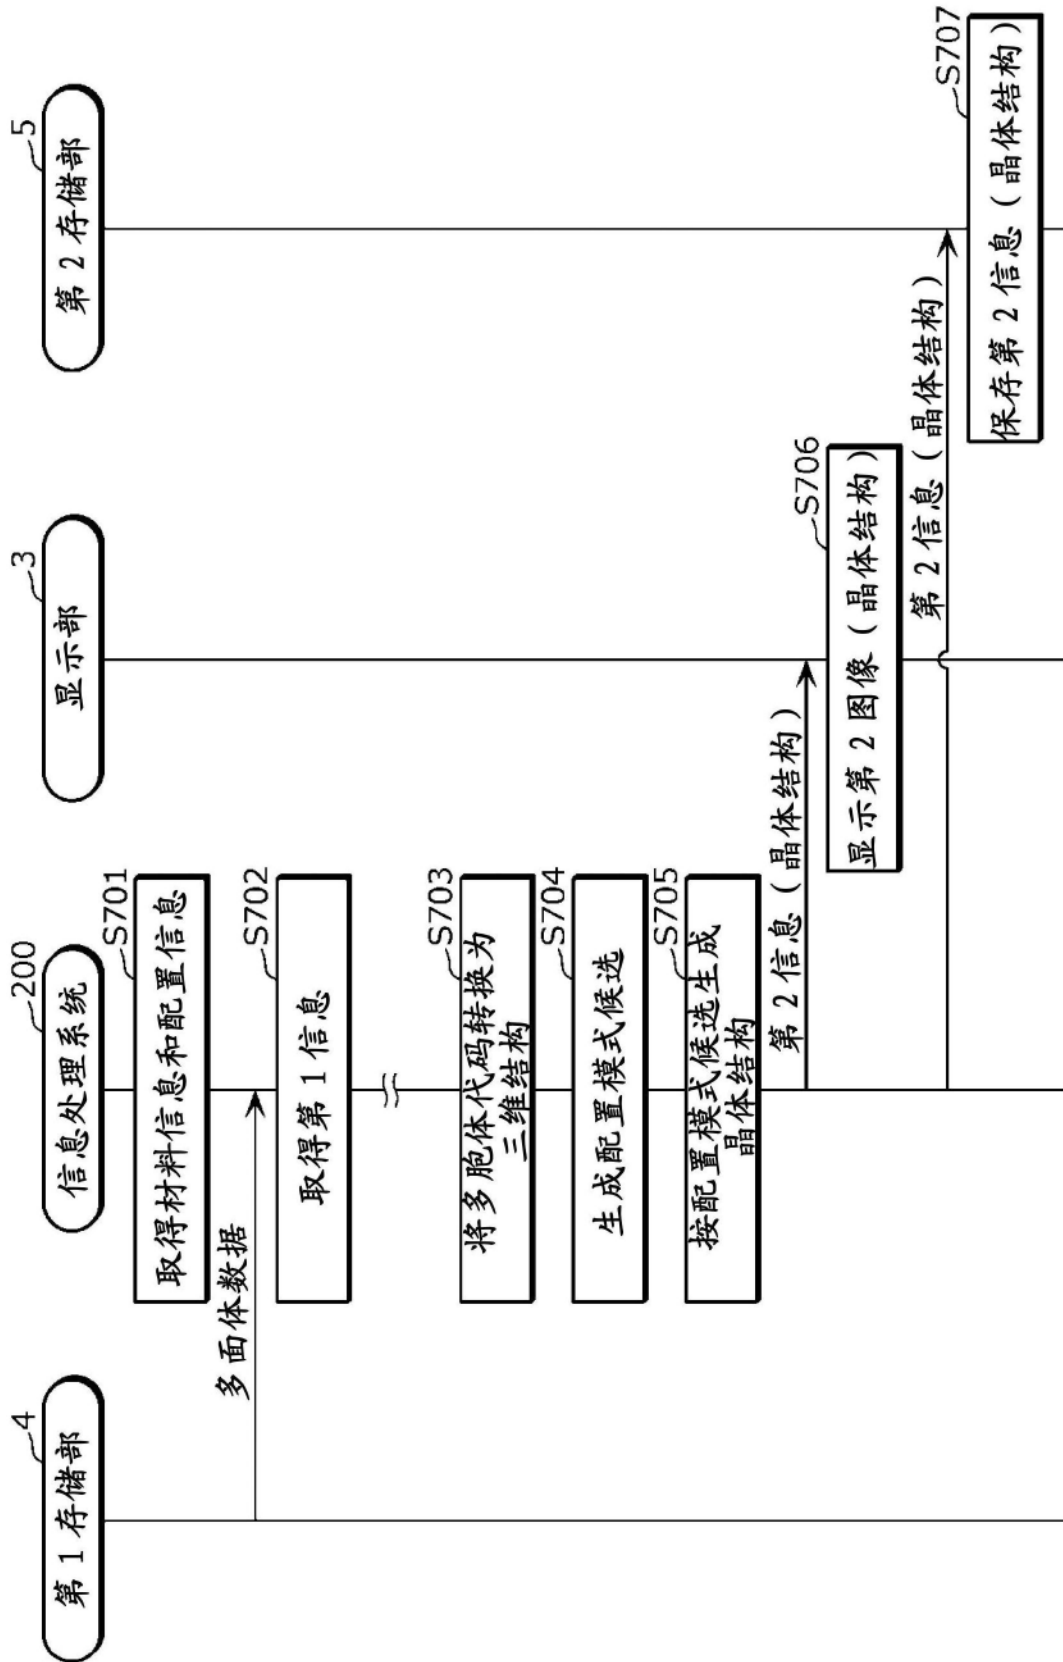 4
第1存储部
200
信息处理系统
3
显示部
5
第2存储部
S701
取得材料信息和配置信息
多面体数据
S702
取得第1信息
S703
将多胞体代码转换为
三维结构
S704
生成配置模式候选
S705
按配置模式候选生成
晶体结构
第2信息（晶体结构）
S706
显示第2图像（晶体结构）
第2信息（晶体结构）
S707
保存第2信息（晶体结构）